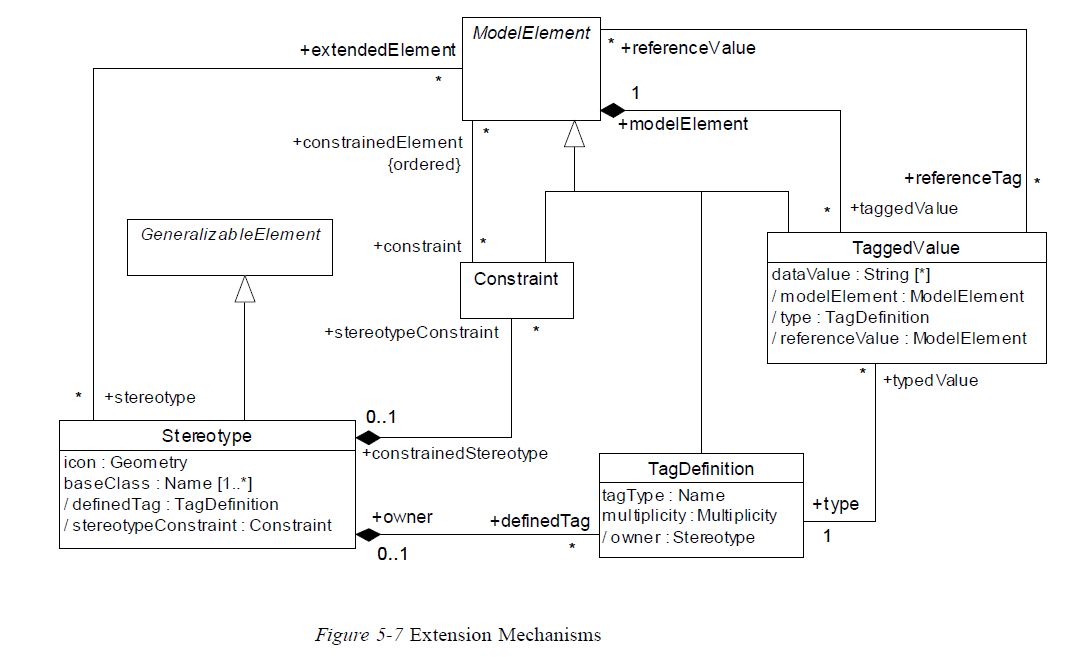 ModelElement
+extendedElement
*
* +referenceValue
1
+modelElement
*
+constrainedElement
{ordered}
+referenceTag *
* +taggedValue
GeneralizableElement
+constraint *
TaggedValue
dataValue : String [*]
/ modelElement : ModelElement
/ type : TagDefinition
/ referenceValue : ModelElement
Constraint
+stereotypeConstraint *
* +typedValue
* +stereotype
0..1
Stereotype
icon : Geometry
baseClass : Name [1..*]
/ definedTag : TagDefinition
/ stereotypeConstraint : Constraint
+constrainedStereotype
TagDefinition
tagType : Name
multiplicity : Multiplicity
/ owner : Stereotype
+type
1
+owner
0..1
+definedTag
*
Figure 5-7 Extension Mechanisms